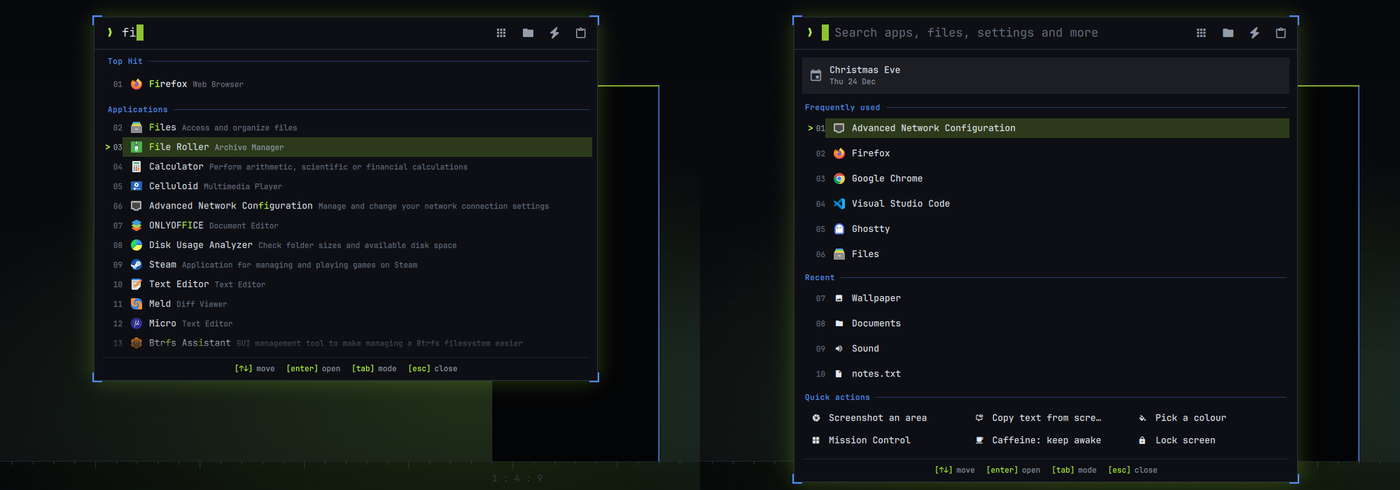 ❯ fi
Top Hit
01 Firefox Web Browser
Applications
02 Files Access and organize files
> 03 File Roller Archive Manager
04 Calculator Perform arithmetic, scientific or financial calculations
05 Celluloid Multimedia Player
06 Advanced Network Configuration Manage and change your network connection settings
07 ONLYOFFICE Document Editor
08 Disk Usage Analyzer Check folder sizes and available disk space
09 Steam Application for managing and playing games on Steam
10 Text Editor Text Editor
11 Meld Diff Viewer
12 Micro Text Editor
13 Btrfs Assistant GUI management tool to make managing a Btrfs filesystem easier
[↑↓] move [enter] open [tab] mode [esc] close
1 : 4 : 9
❯ Search apps, files, settings and more
Christmas Eve
Thu 24 Dec
Frequently used
> 01 Advanced Network Configuration
02 Firefox
03 Google Chrome
04 Visual Studio Code
05 Ghostty
06 Files
Recent
07 Wallpaper
08 Documents
09 Sound
10 notes.txt
Quick actions
Screenshot an area Copy text from scre… Pick a colour
Mission Control Caffeine: keep awake Lock screen
[↑↓] move [enter] open [tab] mode [esc] close